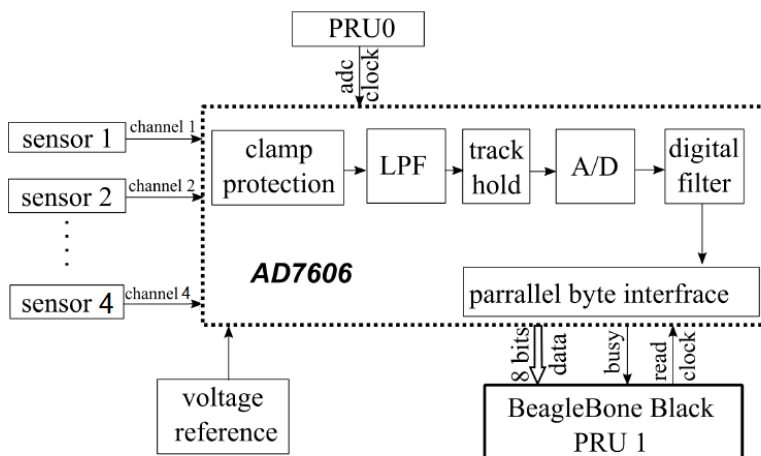 PRU0
adc
clock
sensor 1
channel 1
sensor 2
channel 2
sensor 4
channel 4
clamp
protection
LPF
track
hold
A/D
digital
filter
AD7606
parrallel byte interfrace
8 bits
data
busy
read
clock
voltage
reference
BeagleBone Black
PRU 1